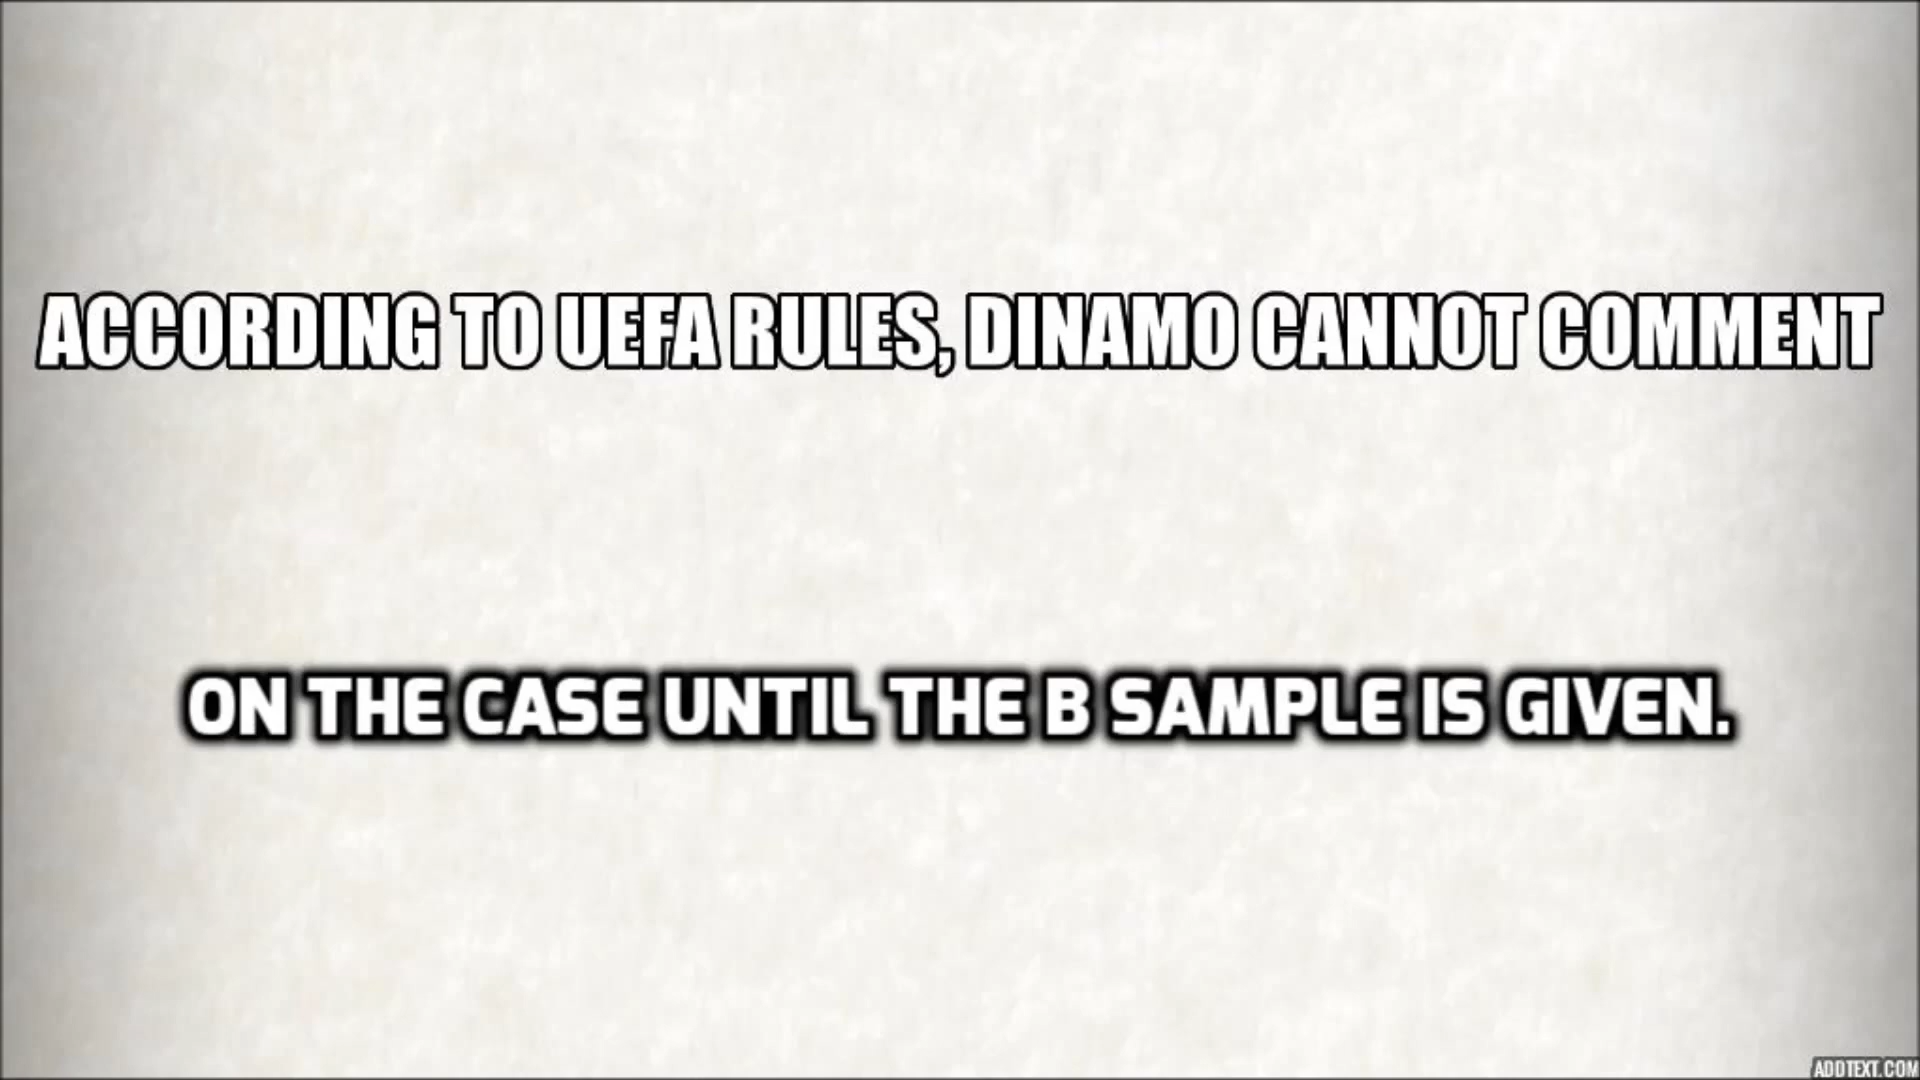 ACCORDING TO UEFA RULES, DINAMO CANNOT COMMENT
ON THE CASE UNTIL THE B SAMPLE IS GIVEN.
ADDTEXT.COM